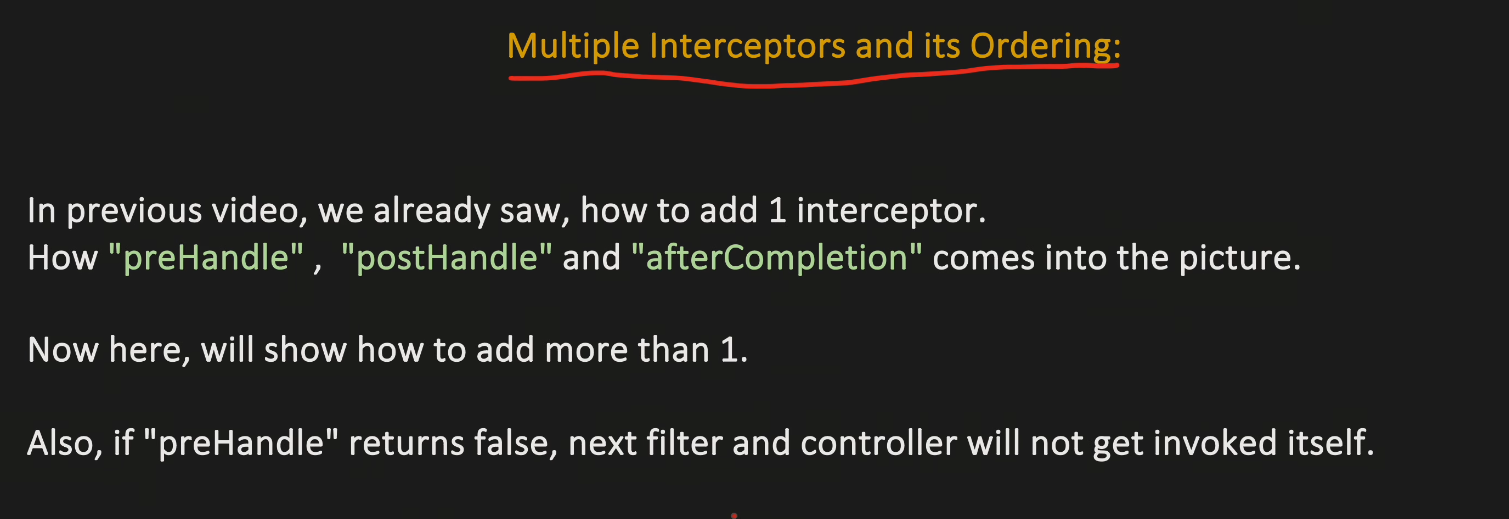 Multiple Interceptors and its Ordering:
In previous video, we already saw, how to add 1 interceptor.
How "preHandle" , "postHandle" and "afterCompletion" comes into the picture.
Now here, will show how to add more than 1.
Also, if "preHandle" returns false, next filter and controller will not get invoked itself.